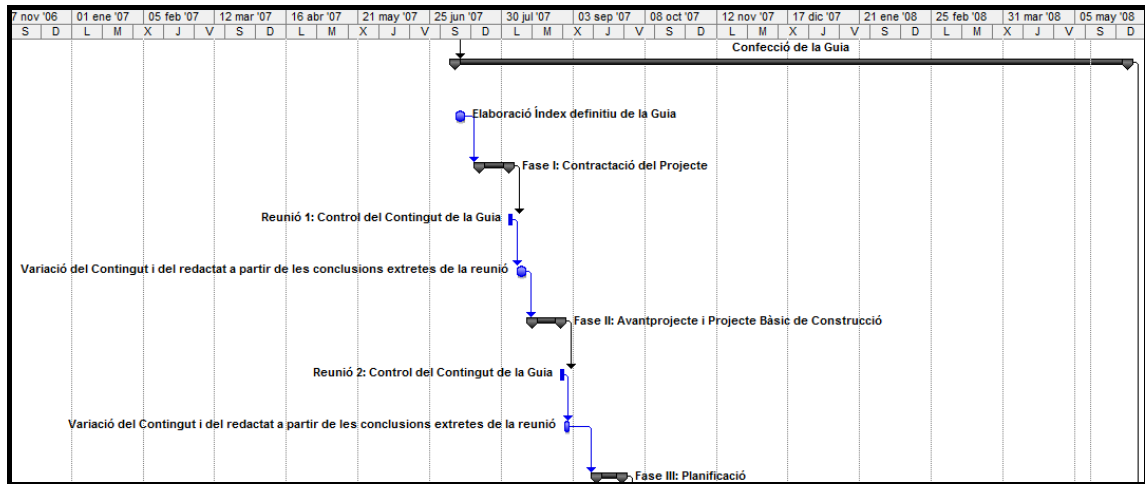 7 nov '06 01 ene '07 05 feb '07 12 mar '07 16 abr '07 21 may '07 25 jun '07 30 jul '07 03 sep '07 08 oct '07 12 nov '07 17 dic '07 21 ene '08 25 feb '08 31 mar '08 05 may '08
S D L M X J V S D L M X J V S D L M X J V S D L M X J V S D L M X J V S D
Confecció de la Guia
Elaboració Índex definitiu de la Guia
Fase I: Contractació del Projecte
Reunió 1: Control del Contingut de la Guia
Variació del Contingut i del redactat a partir de les conclusions extretes de la reunió
Fase II: Avantprojecte i Projecte Bàsic de Construcció
Reunió 2: Control del Contingut de la Guia
Variació del Contingut i del redactat a partir de les conclusions extretes de la reunió
Fase III: Planificació